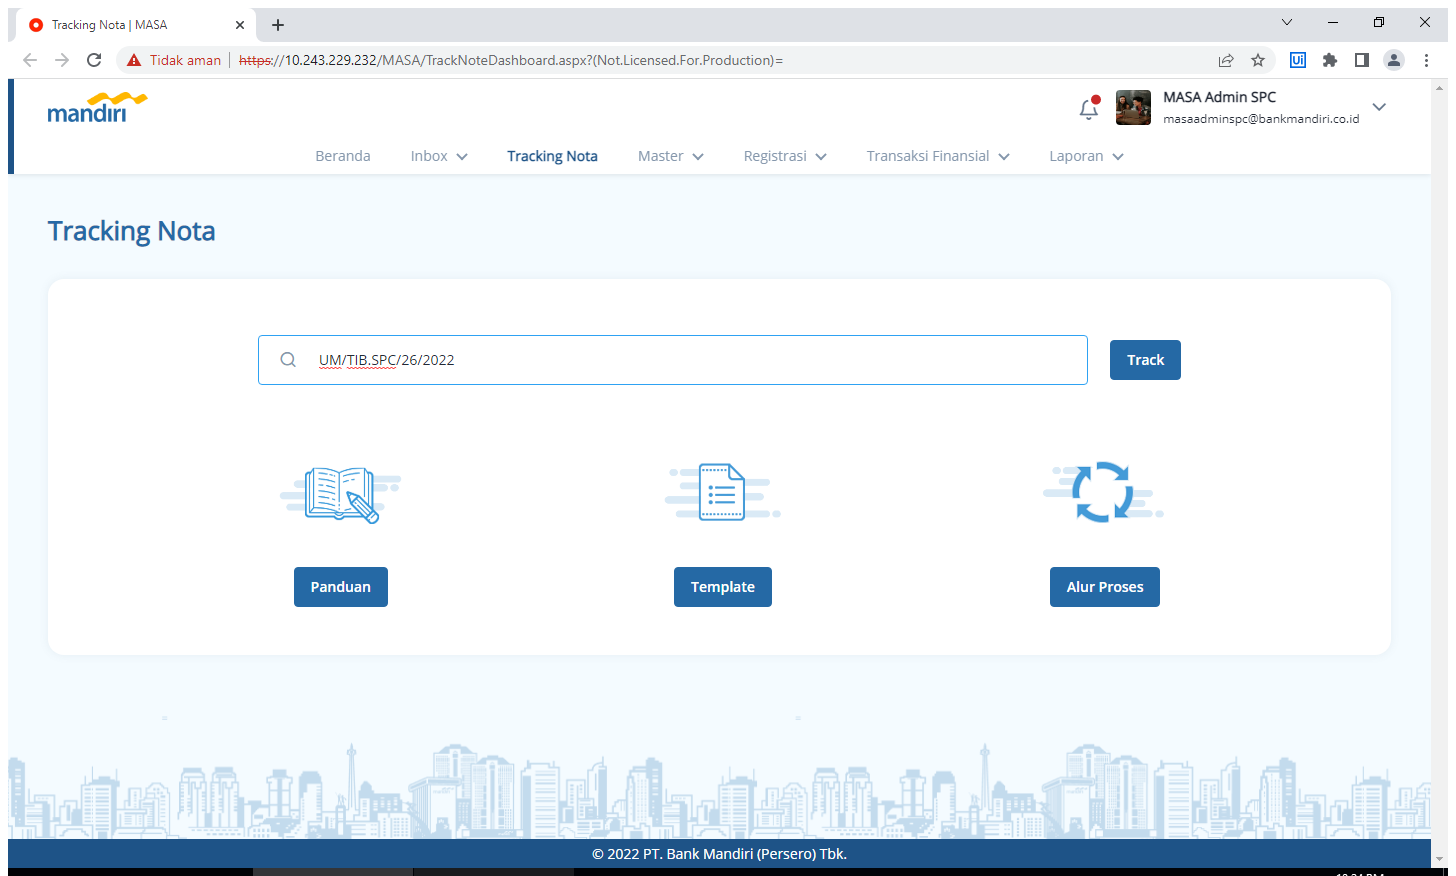 Tracking Nota | MASA
Tidak aman https://10.243.229.232/MASA/TrackNoteDashboard.aspx?(Not.Licensed.For.Production)=
Ui
mandiri
MASA Admin SPC
masaadminspc@bankmandiri.co.id
Beranda Inbox Tracking Nota Master Registrasi Transaksi Finansial Laporan
Tracking Nota
UM/TIB.SPC/26/2022
Track
Panduan Template Alur Proses
© 2022 PT. Bank Mandiri (Persero) Tbk.